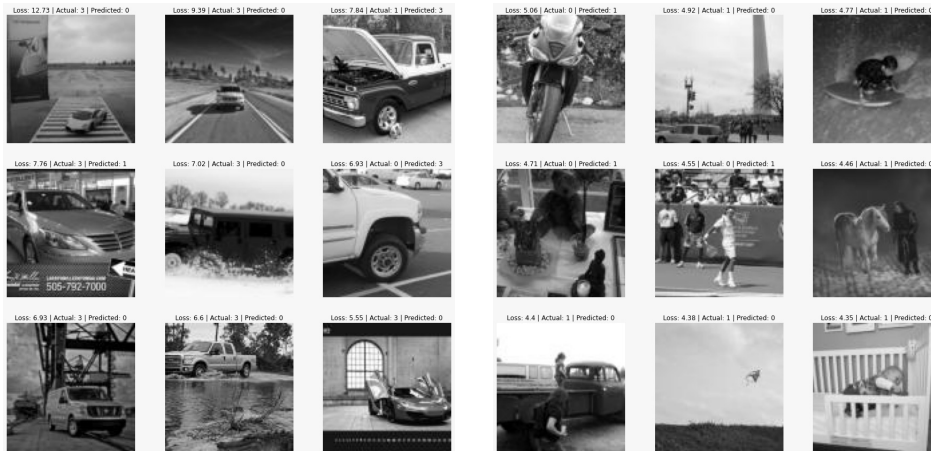 Loss: 12.73 | Actual: 3 | Predicted: 0
Loss: 9.39 | Actual: 3 | Predicted: 0
Loss: 7.84 | Actual: 1 | Predicted: 3
Loss: 5.06 | Actual: 0 | Predicted: 1
Loss: 4.92 | Actual: 1 | Predicted: 0
Loss: 4.77 | Actual: 1 | Predicted: 0
Loss: 7.76 | Actual: 3 | Predicted: 1
Loss: 7.02 | Actual: 3 | Predicted: 0
Loss: 6.93 | Actual: 0 | Predicted: 3
Loss: 4.71 | Actual: 0 | Predicted: 1
Loss: 4.55 | Actual: 0 | Predicted: 1
Loss: 4.46 | Actual: 1 | Predicted: 0
505-792-7000
Loss: 6.93 | Actual: 3 | Predicted: 0
Loss: 6.6 | Actual: 3 | Predicted: 0
Loss: 5.55 | Actual: 3 | Predicted: 0
Loss: 4.4 | Actual: 1 | Predicted: 0
Loss: 4.38 | Actual: 1 | Predicted: 0
Loss: 4.35 | Actual: 1 | Predicted: 0